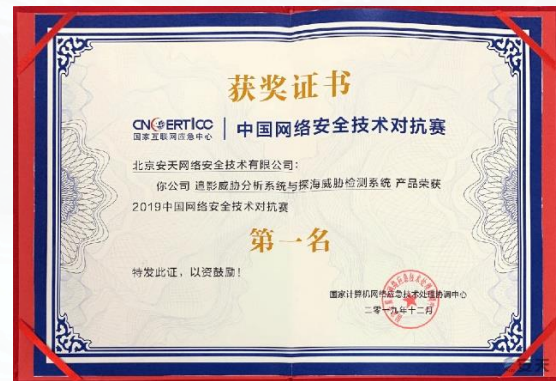 获奖证书
CNCERT/CC
国家互联网应急中心
中国网络安全技术对抗赛
北京安天网络安全技术有限公司：
你公司 追影威胁分析系统与探海威胁检测系统 产品荣获
2019中国网络安全技术对抗赛
第一名
特发此证，以资鼓励！
国家计算机网络应急技术处理协调中心
二零一九年十二月
安天